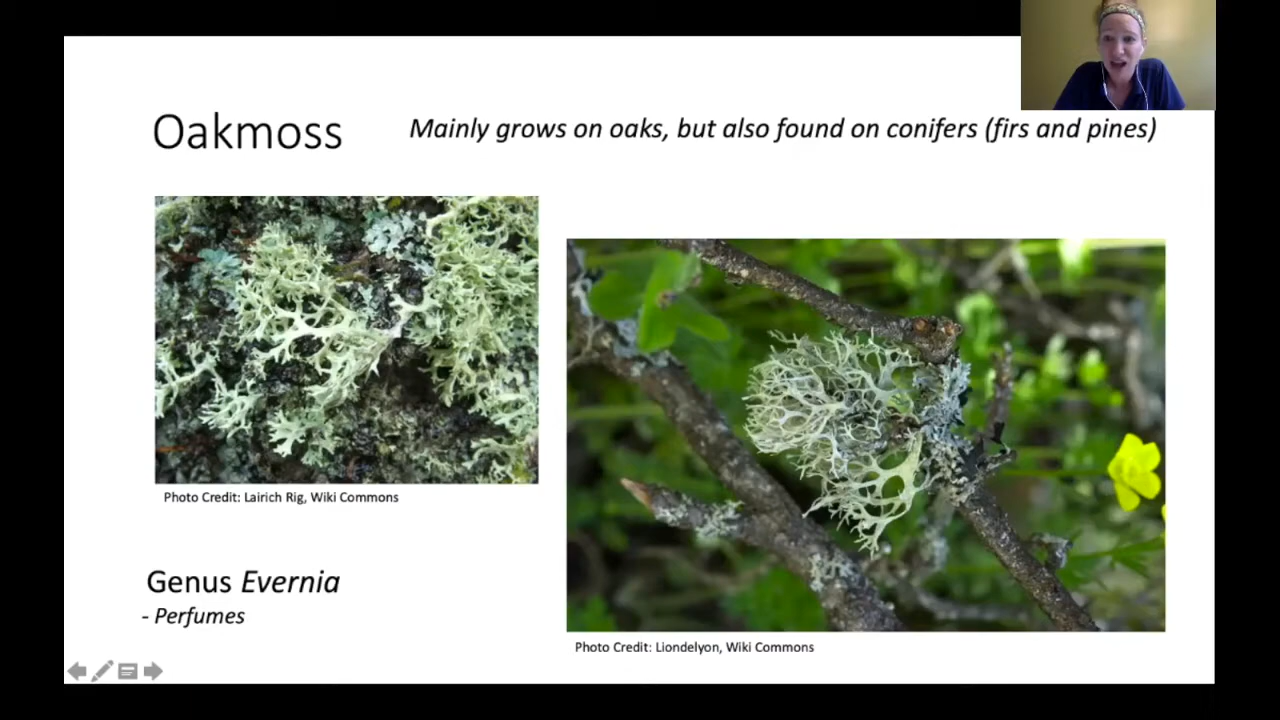 Oakmoss
Mainly grows on oaks, but also found on conifers (firs and pines)
Photo Credit: Lairich Rig, Wiki Commons
Genus Evernia
- Perfumes
Photo Credit: Liondelyon, Wiki Commons